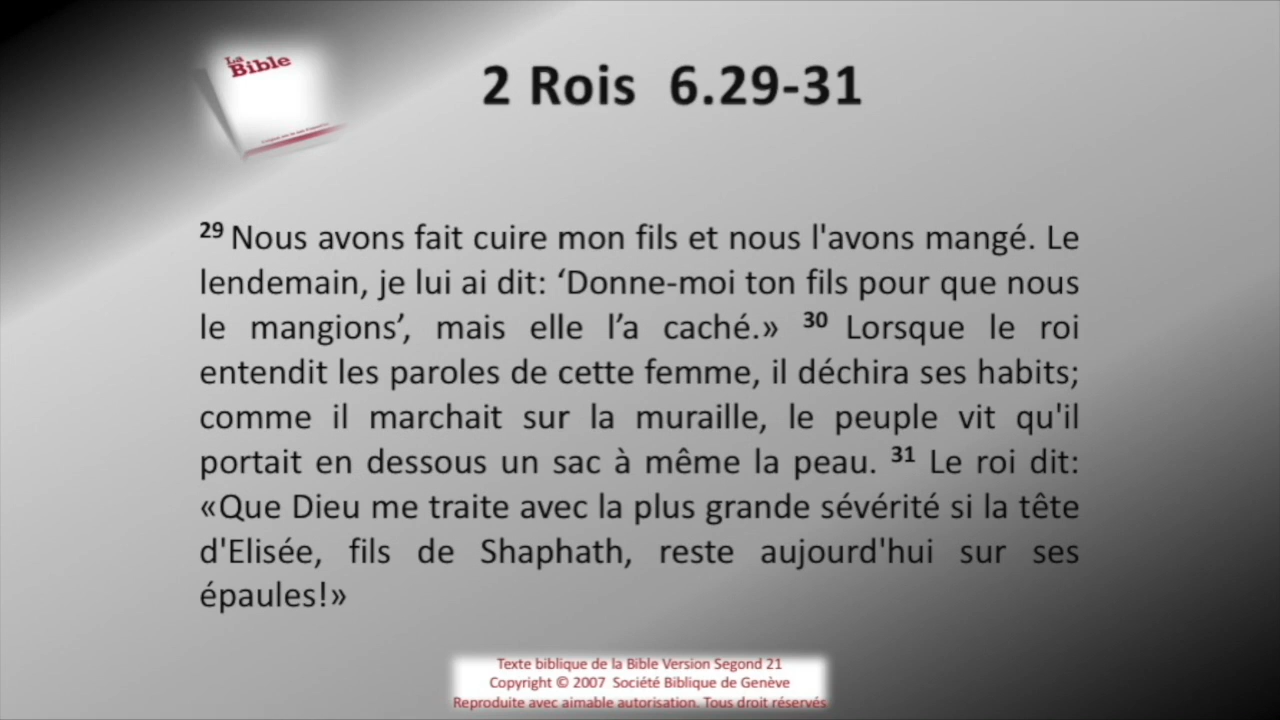 La
Bible
2 Rois 6.29-31
29 Nous avons fait cuire mon fils et nous l'avons mangé. Le
lendemain, je lui ai dit: ‘Donne-moi ton fils pour que nous
le mangions’, mais elle l’a caché.» 30 Lorsque le roi
entendit les paroles de cette femme, il déchira ses habits;
comme il marchait sur la muraille, le peuple vit qu'il
portait en dessous un sac à même la peau. 31 Le roi dit:
«Que Dieu me traite avec la plus grande sévérité si la tête
d'Elisée, fils de Shaphath, reste aujourd'hui sur ses
épaules!»
Texte biblique de la Bible Version Segond 21
Copyright © 2007 Société Biblique de Genève
Reproduite avec aimable autorisation. Tous droit réservés